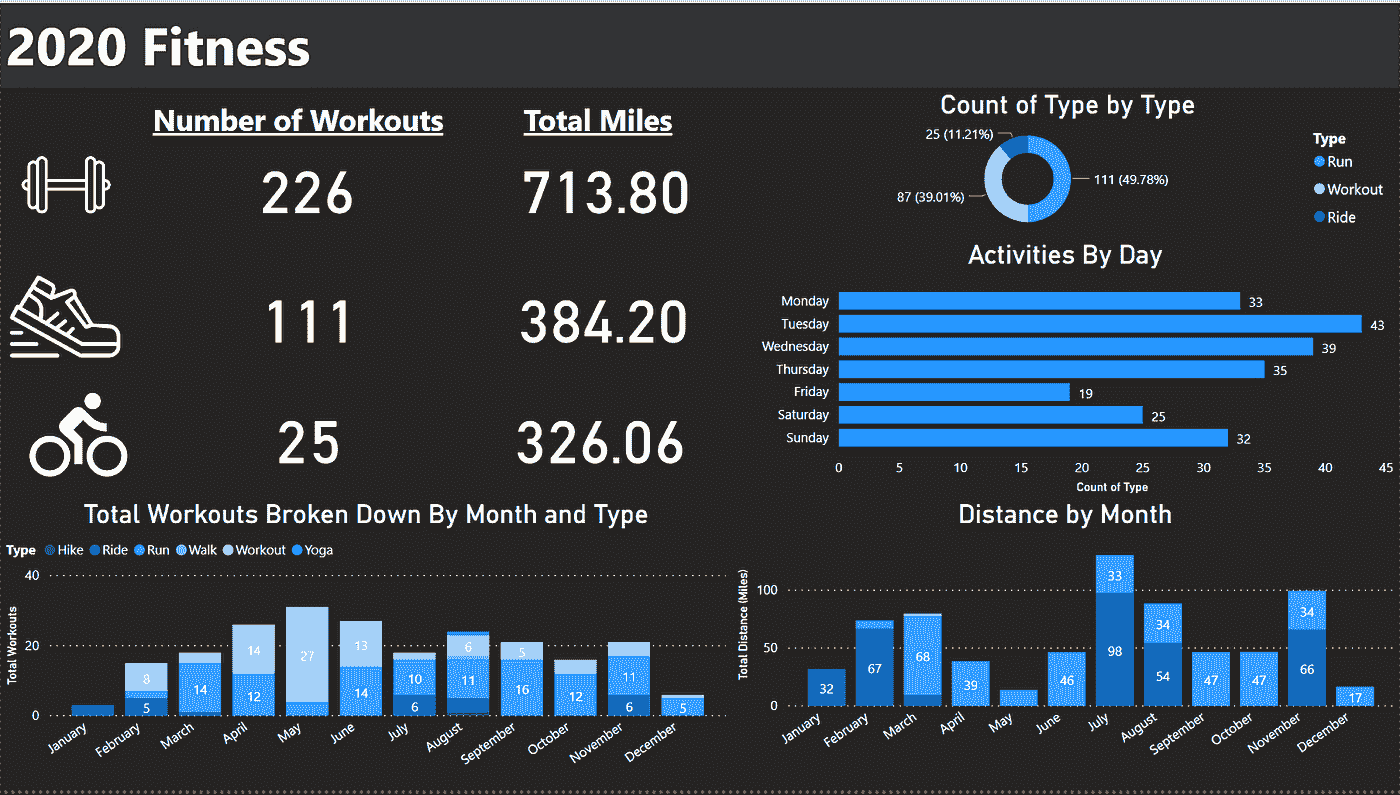 2020 Fitness
Number of Workouts
Total Miles
226
713.80
111
384.20
25
326.06
Count of Type by Type
25 (11.21%)
87 (39.01%)
111 (49.78%)
Type
Run
Workout
Ride
Activities By Day
Monday 33
Tuesday 43
Wednesday 39
Thursday 35
Friday 19
Saturday 25
Sunday 32
0 5 10 15 20 25 30 35 40 45
Count of Type
Total Workouts Broken Down By Month and Type
Type Hike Ride Run Walk Workout Yoga
Total Workouts
40
20
0
8
5
14
14
12
27
13
14
10
6
6
11
5
16
12
11
6
5
January February March April May June July August September October November December
Distance by Month
Total Distance (Miles)
100
50
0
32
67
68
39
46
33
98
34
54
47
47
34
66
17
January February March April May June July August September October November December